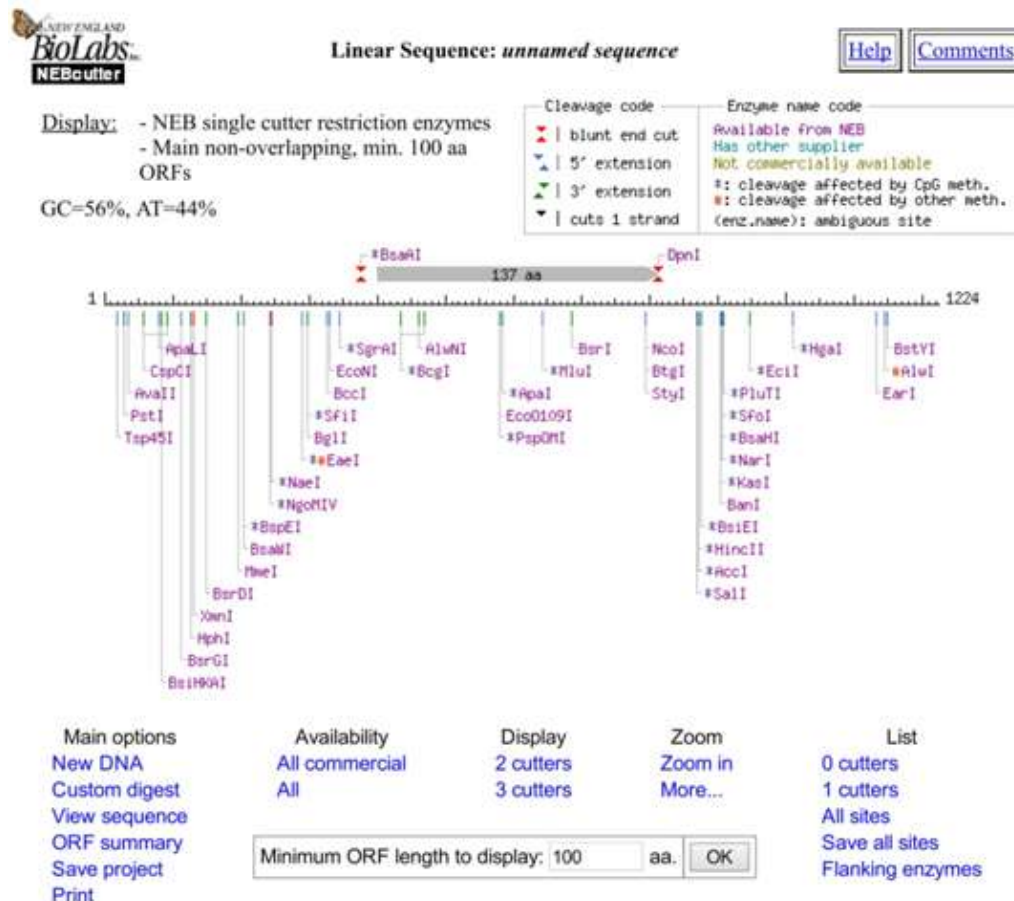 NEW ENGLAND
BioLabs Inc.
NEBcutter
Linear Sequence: unnamed sequence
Help
Comments
Display:
- NEB single cutter restriction enzymes
- Main non-overlapping, min. 100 aa
ORFs
GC=56%, AT=44%
Cleavage code
blunt end cut
5' extension
3' extension
cuts 1 strand
Enzyme name code
Available from NEB
Has other supplier
Not commercially available
*: cleavage affected by CpG meth.
*: cleavage affected by other meth.
(enz.name): ambiguous site
*BsaAI
DpnI
137 aa
1
1224
ApaLI
*SgrAI
AlwNI
BsrI
NcoI
*HgaI
BstYI
CspCI
EcoNI
*BcgI
*MluI
BtgI
*EciI
*AlwI
AvaII
BccI
*ApaI
StyI
*PluTI
EarI
PstI
*SfiI
EcoO109I
*SfoI
Tsp45I
BglI
*PspOMI
*BsaHI
**EaeI
*NarI
*NaeI
*KasI
*NgoMIV
BanI
*BspEI
*BsiEI
BsaWI
*HincII
MmeI
*AccI
BsrDI
*SalI
XmnI
HphI
BsrGI
BsiHKAI
Main options
New DNA
Custom digest
View sequence
ORF summary
Save project
Print
Availability
All commercial
All
Display
2 cutters
3 cutters
Zoom
Zoom in
More...
List
0 cutters
1 cutters
All sites
Save all sites
Flanking enzymes
Minimum ORF length to display: 100 aa. OK